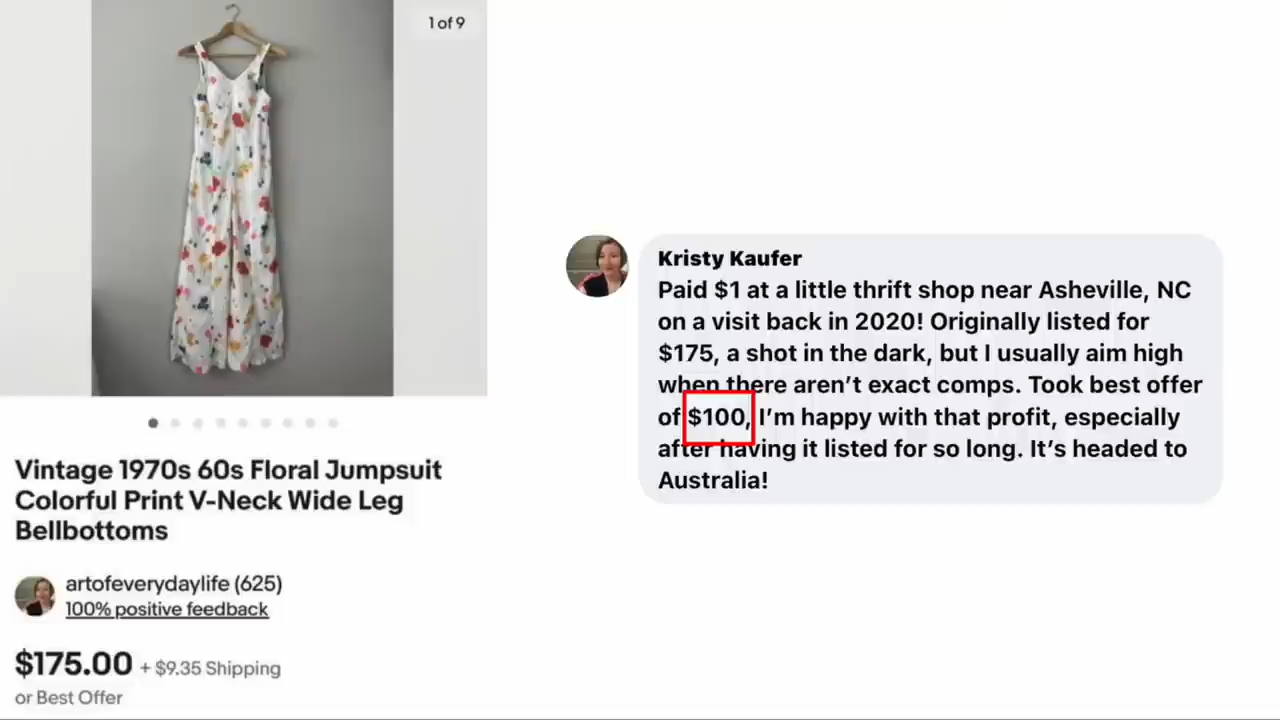 1 of 9
Vintage 1970s 60s Floral Jumpsuit
Colorful Print V-Neck Wide Leg
Bellbottoms
artofeverydaylife (625)
100% positive feedback
$175.00 + $9.35 Shipping
or Best Offer
Kristy Kaufer
Paid $1 at a little thrift shop near Asheville, NC
on a visit back in 2020! Originally listed for
$175, a shot in the dark, but I usually aim high
when there aren’t exact comps. Took best offer
of $100, I’m happy with that profit, especially
after having it listed for so long. It’s headed to
Australia!